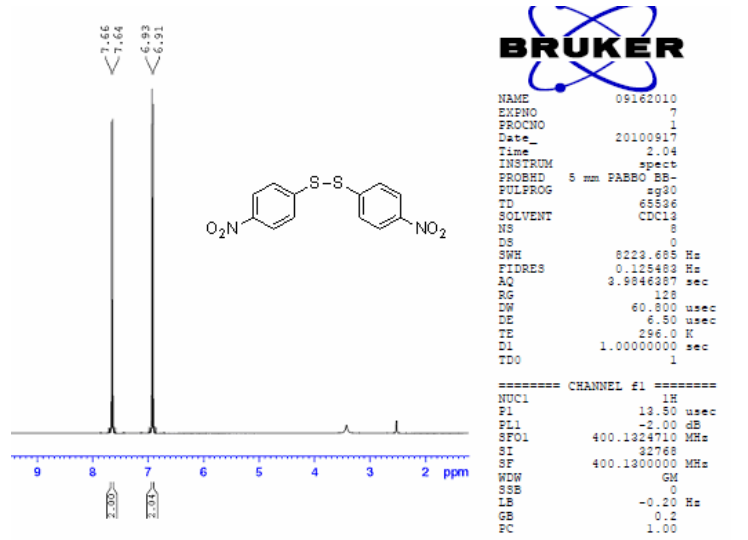 7.66
7.64
6.93
6.91
S-S
O2N
NO2
9 8 7 6 5 4 3 2 ppm
2.00
2.04
BRUKER
NAME 09162010
EXPNO 7
PROCNO 1
Date_ 20100917
Time 2.04
INSTRUM spect
PROBHD 5 mm PABBO BB-
PULPROG zg30
TD 65536
SOLVENT CDCl3
NS 8
DS 0
SWH 8223.685 Hz
FIDRES 0.125483 Hz
AQ 3.9846387 sec
RG 128
DW 60.800 usec
DE 6.50 usec
TE 296.0 K
D1 1.00000000 sec
TD0 1
======== CHANNEL f1 ========
NUC1 1H
P1 13.50 usec
PL1 -2.00 dB
SFO1 400.1324710 MHz
SI 32768
SF 400.1300000 MHz
WDW GM
SSB 0
LB -0.20 Hz
GB 0.2
PC 1.00